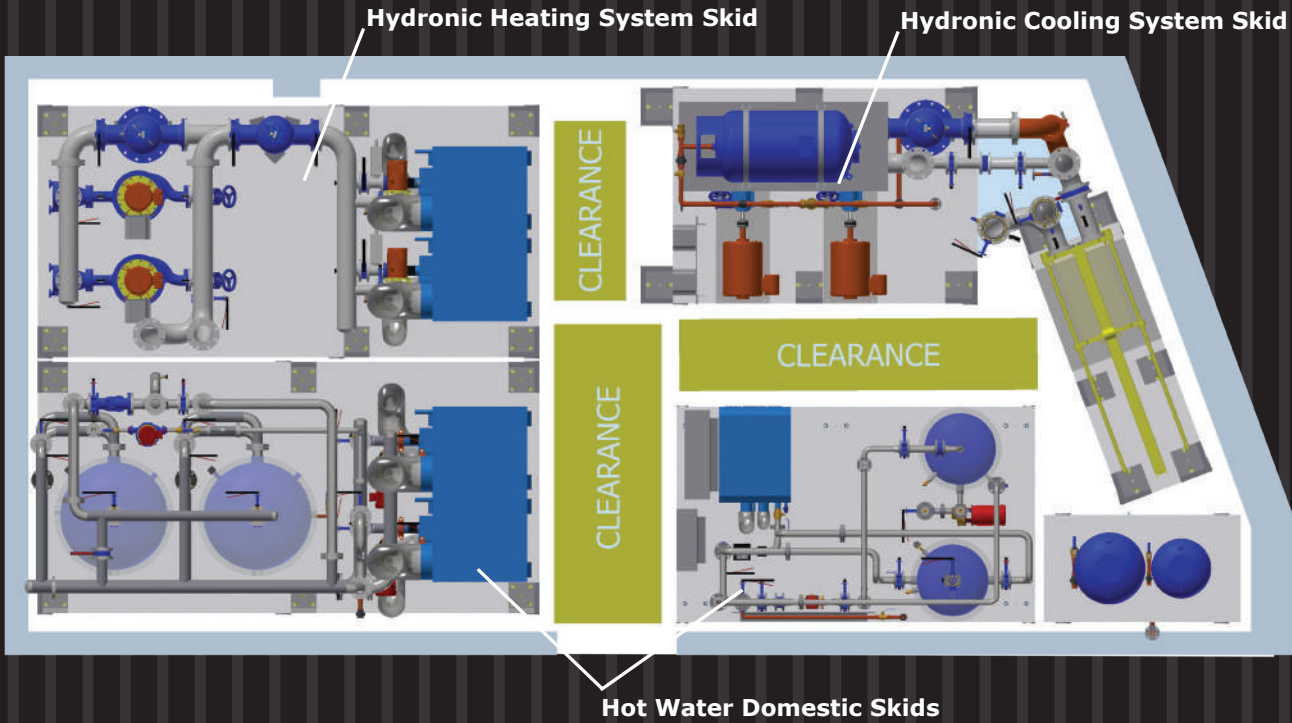 Hydronic Heating System Skid
Hydronic Cooling System Skid
CLEARANCE
CLEARANCE
CLEARANCE
Hot Water Domestic Skids